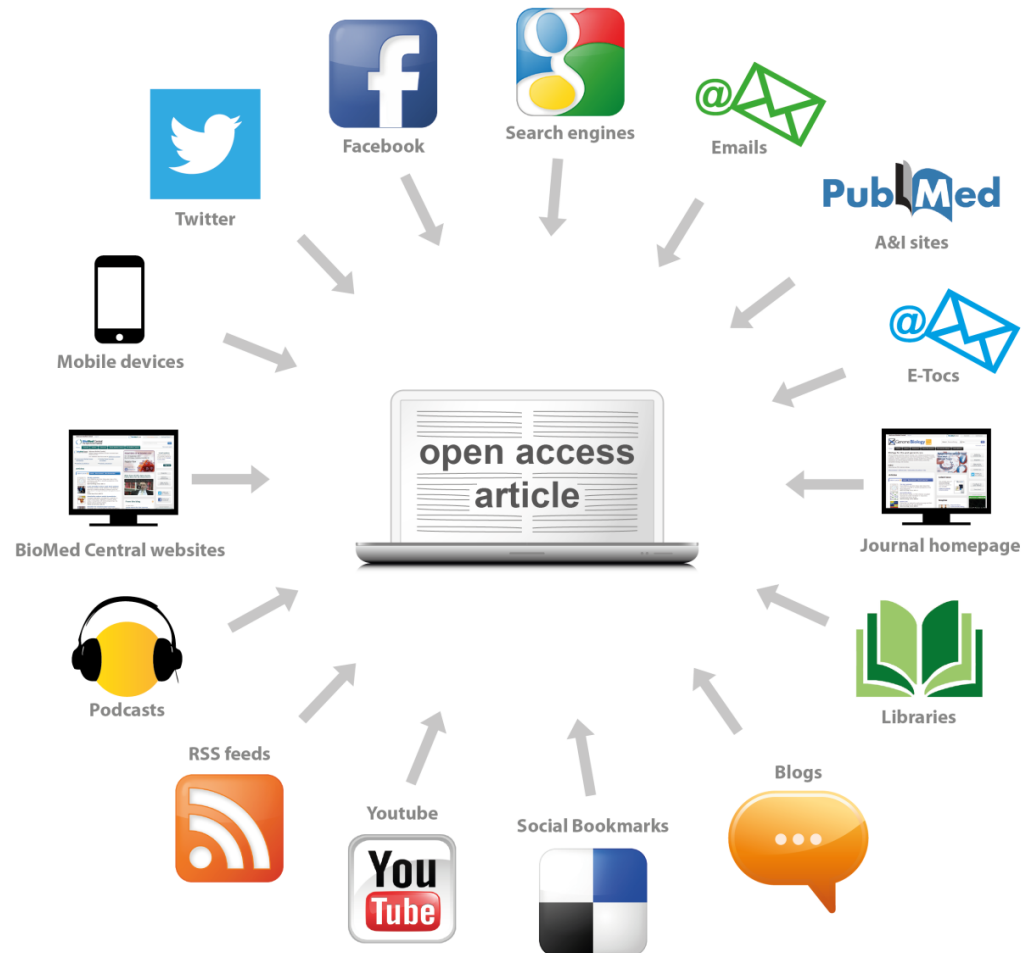 Facebook
Search engines
@
Emails
Twitter
PubMed
A&I sites
Mobile devices
@
E-Tocs
open access
article
BioMed Central websites
Journal homepage
Podcasts
Libraries
RSS feeds
Youtube
You
Tube
Social Bookmarks
Blogs